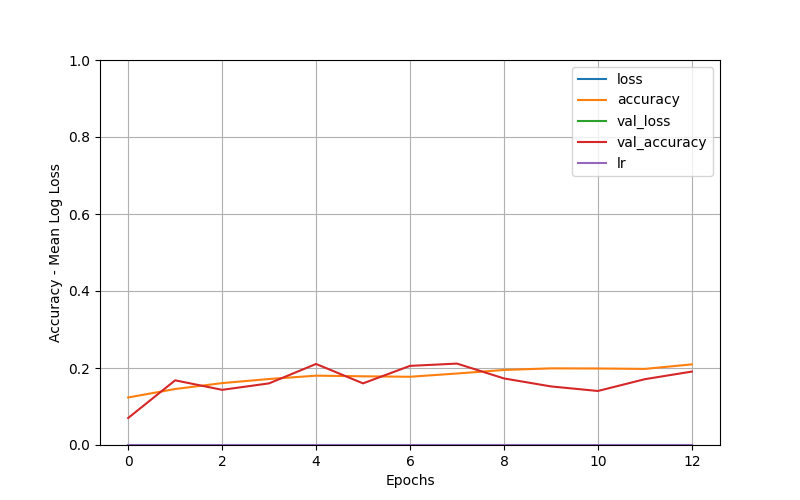 1.0
0.8
0.6
0.4
0.2
0.0
Accuracy - Mean Log Loss
loss
accuracy
val_loss
val_accuracy
lr
0 2 4 6 8 10 12
Epochs